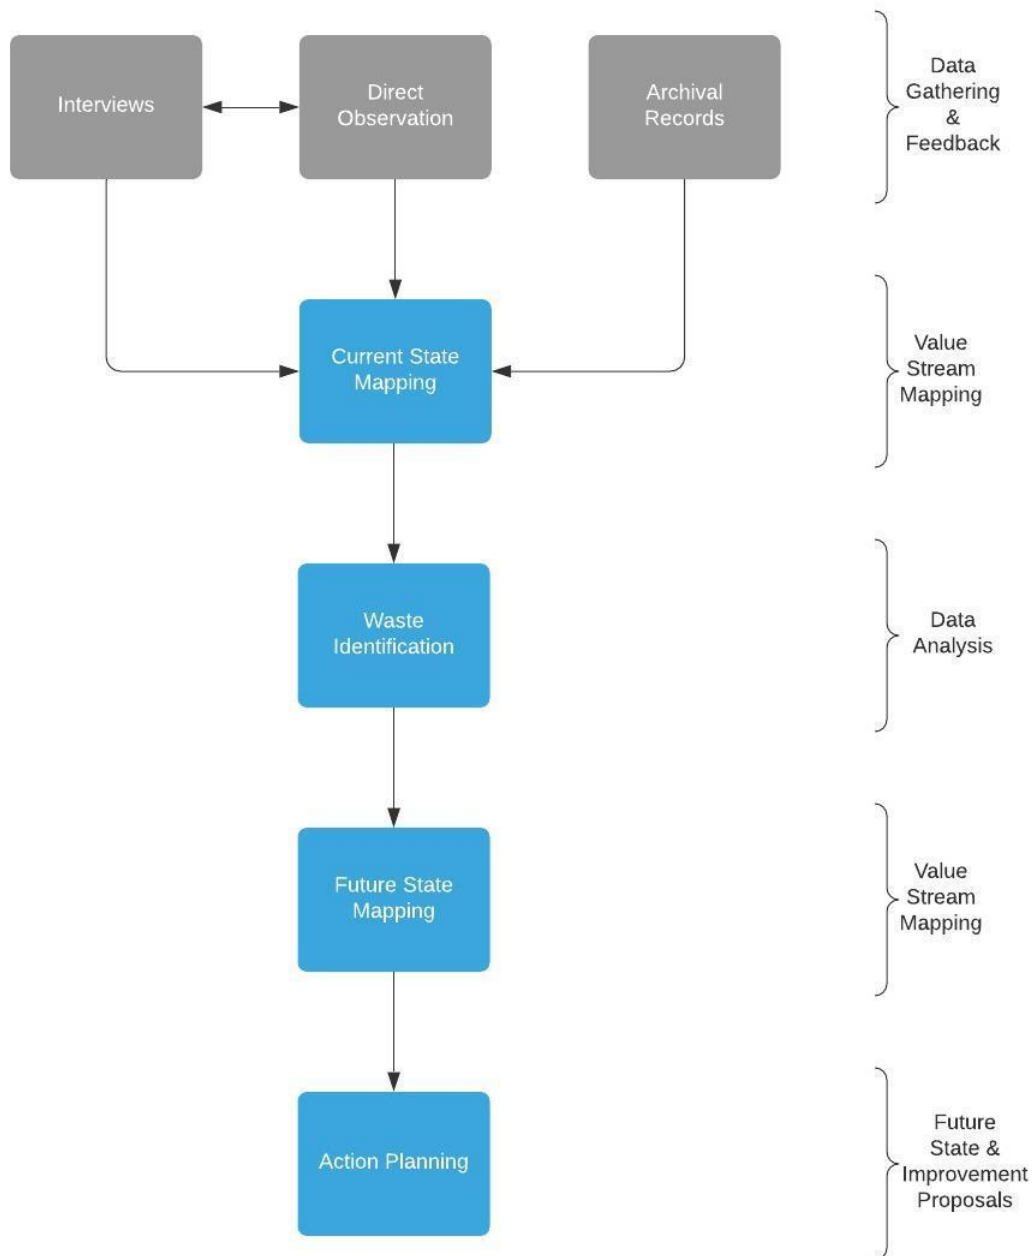 Interviews
Direct
Observation
Archival
Records
Data
Gathering
&
Feedback
Current State
Mapping
Value
Stream
Mapping
Waste
Identification
Data
Analysis
Future State
Mapping
Value
Stream
Mapping
Action Planning
Future
State &
Improvement
Proposals